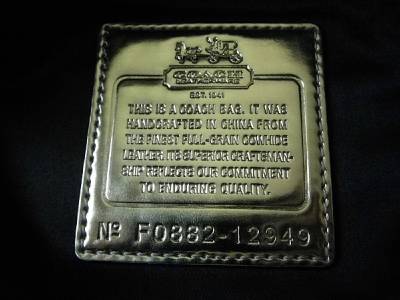 COACH
EST. 1941
THIS IS A COACH BAG. IT WAS
HANDCRAFTED IN CHINA FROM
THE FINEST FULL-GRAIN COWHIDE
LEATHER. ITS SUPERIOR CRAFTSMAN-
SHIP REFLECTS OUR COMMITMENT
TO ENDURING QUALITY.
Nº F0882-12949